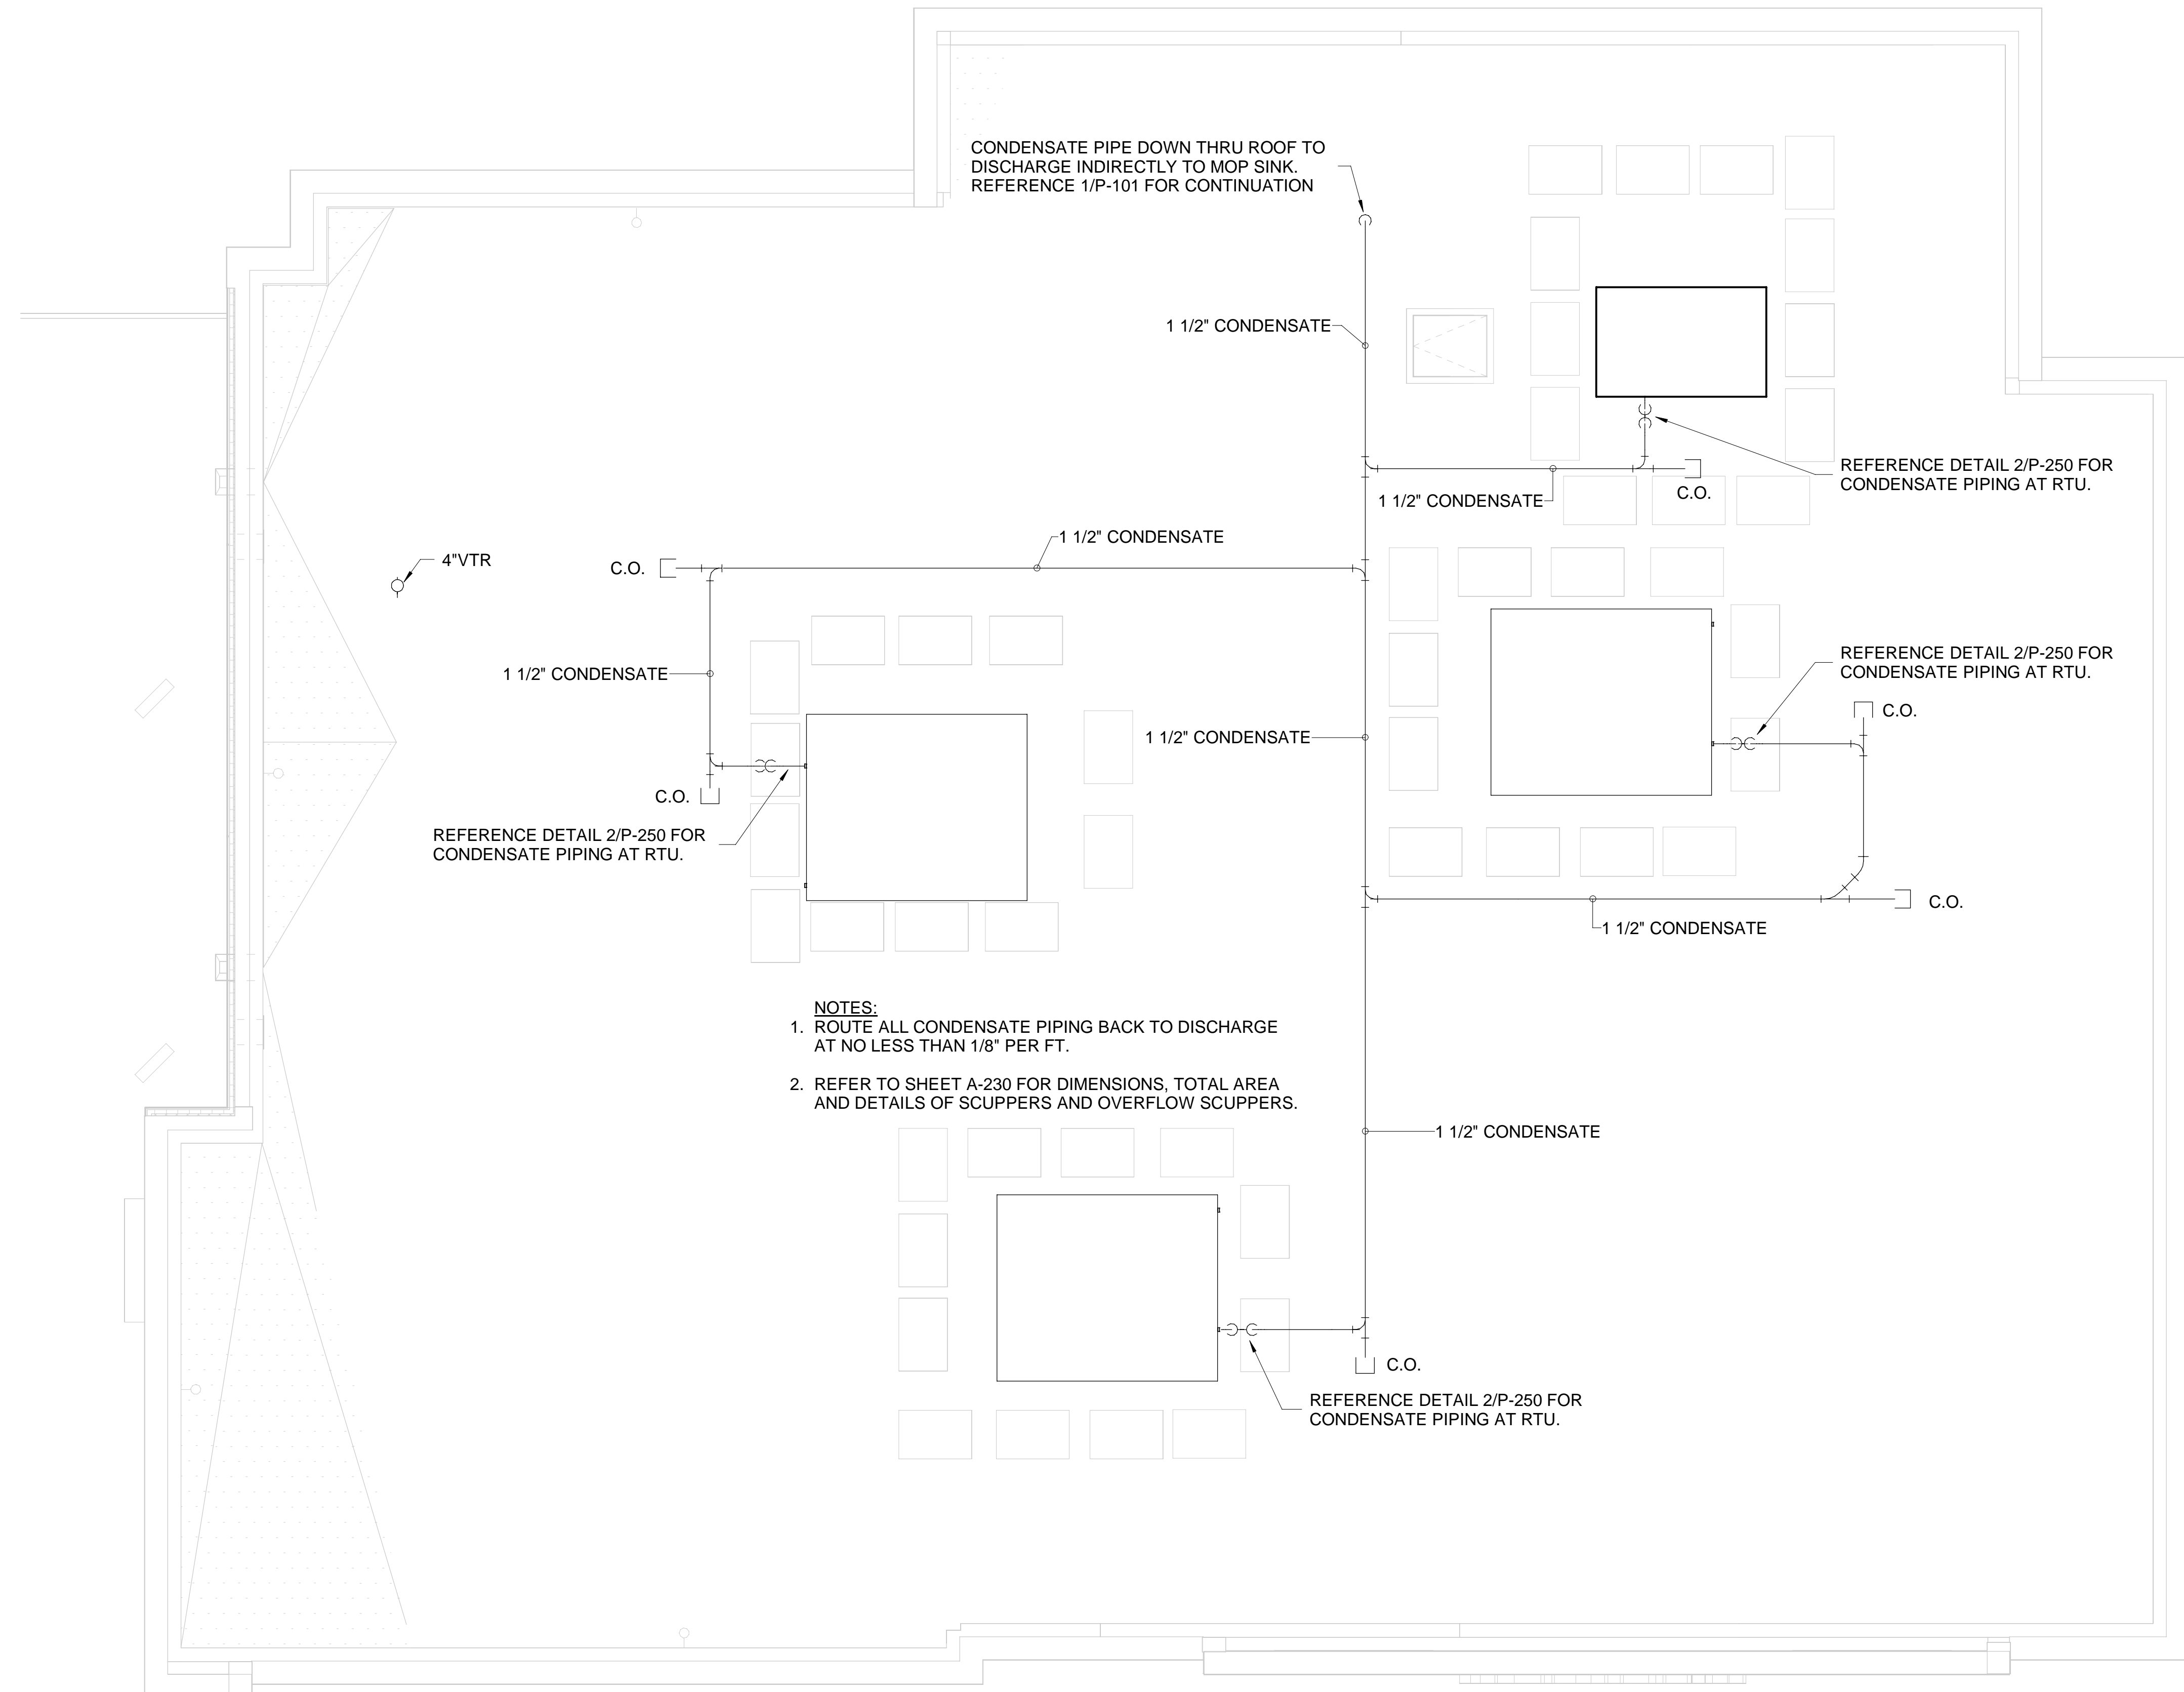 CONDENSATE PIPE DOWN THRU ROOF TO
DISCHARGE INDIRECTLY TO MOP SINK.
REFERENCE 1/P-101 FOR CONTINUATION
1 1/2" CONDENSATE
REFERENCE DETAIL 2/P-250 FOR
CONDENSATE PIPING AT RTU.
1 1/2" CONDENSATE
C.O.
1 1/2" CONDENSATE
C.O.
4"VTR
1 1/2" CONDENSATE
REFERENCE DETAIL 2/P-250 FOR
CONDENSATE PIPING AT RTU.
C.O.
1 1/2" CONDENSATE
C.O.
REFERENCE DETAIL 2/P-250 FOR
CONDENSATE PIPING AT RTU.
C.O.
1 1/2" CONDENSATE
NOTES:
1. ROUTE ALL CONDENSATE PIPING BACK TO DISCHARGE
AT NO LESS THAN 1/8" PER FT.
2. REFER TO SHEET A-230 FOR DIMENSIONS, TOTAL AREA
AND DETAILS OF SCUPPERS AND OVERFLOW SCUPPERS.
1 1/2" CONDENSATE
C.O.
REFERENCE DETAIL 2/P-250 FOR
CONDENSATE PIPING AT RTU.